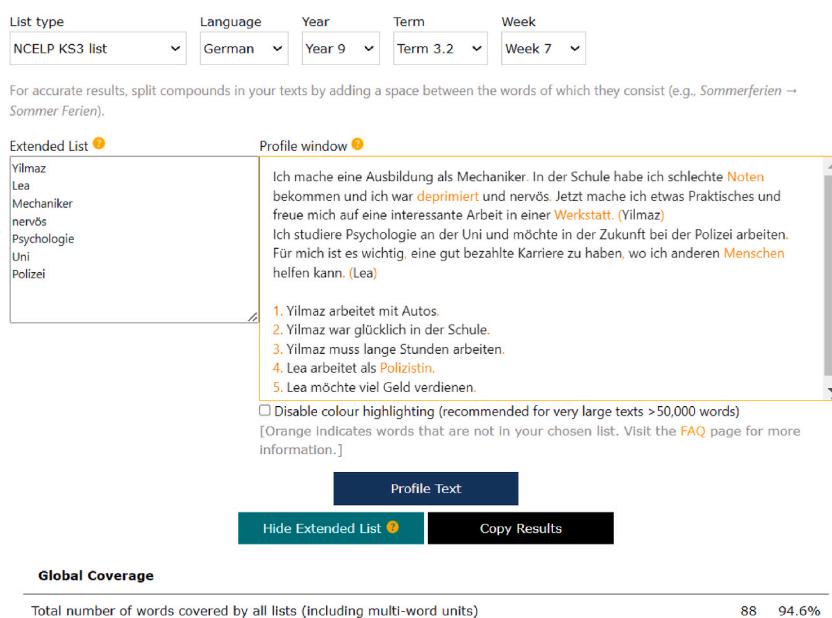 List type Language Year Term Week
NCELP KS3 list German Year 9 Term 3.2 Week 7
For accurate results, split compounds in your texts by adding a space between the words of which they consist (e.g., Sommerferien →
Sommer Ferien).
Extended List ?
Yilmaz
Lea
Mechaniker
nervös
Psychologie
Uni
Polizei
Profile window ?
Ich mache eine Ausbildung als Mechaniker. In der Schule habe ich schlechte Noten
bekommen und ich war deprimiert und nervös. Jetzt mache ich etwas Praktisches und
freue mich auf eine interessante Arbeit in einer Werkstatt. (Yilmaz)
Ich studiere Psychologie an der Uni und möchte in der Zukunft bei der Polizei arbeiten.
Für mich ist es wichtig, eine gut bezahlte Karriere zu haben, wo ich anderen Menschen
helfen kann. (Lea)
1. Yilmaz arbeitet mit Autos.
2. Yilmaz war glücklich in der Schule.
3. Yilmaz muss lange Stunden arbeiten.
4. Lea arbeitet als Polizistin.
5. Lea möchte viel Geld verdienen.
Disable colour highlighting (recommended for very large texts >50,000 words)
[Orange indicates words that are not in your chosen list. Visit the FAQ page for more
information.]
Profile Text
Hide Extended List ? Copy Results
Global Coverage
Total number of words covered by all lists (including multi-word units) 88 94.6%